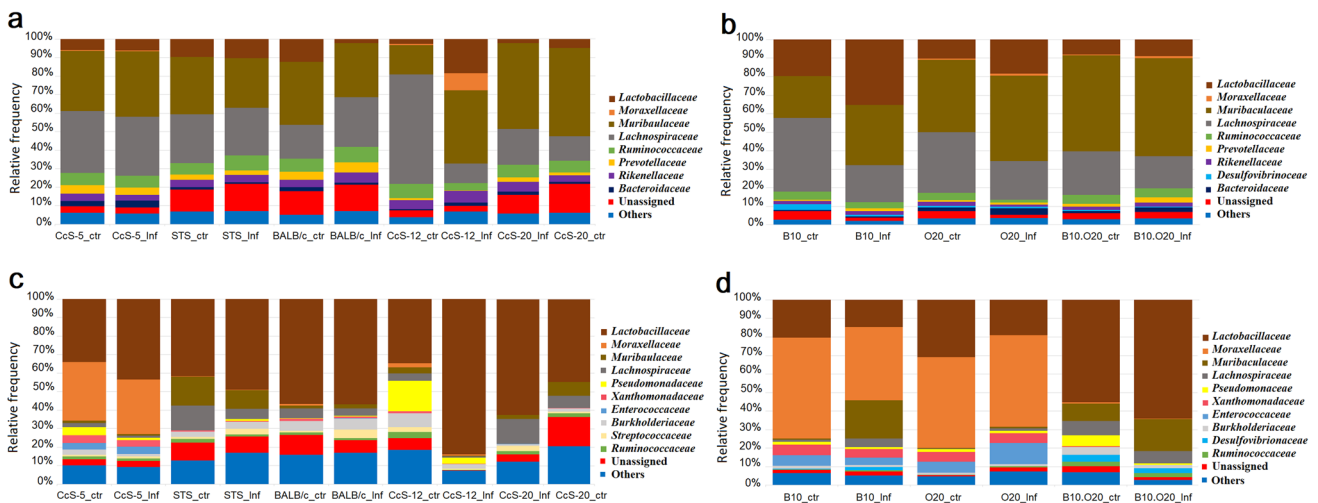 a
Relative frequency
100%
90%
80%
70%
60%
50%
40%
30%
20%
10%
0%
CcS-5_ctr CcS-5_Inf STS_ctr STS_Inf BALB/c_ctr BALB/c_Inf CcS-12_ctr CcS-12_Inf CcS-20_Inf CcS-20_ctr
Lactobacillaceae
Moraxellaceae
Muribaulaceae
Lachnospiraceae
Ruminococcaceae
Prevotellaceae
Rikenellaceae
Bacteroidaceae
Unassigned
Others
b
Relative frequency
100%
90%
80%
70%
60%
50%
40%
30%
20%
10%
0%
B10_ctr B10_Inf O20_ctr O20_Inf B10.O20_ctr B10.O20_Inf
Lactobacillaceae
Moraxellaceae
Muribaculaceae
Lachnospiraceae
Ruminococcaceae
Prevotellaceae
Rikenellaceae
Desulfovibrinoceae
Bacteroidaceae
Unassigned
Others
c
Relative frequency
100%
90%
80%
70%
60%
50%
40%
30%
20%
10%
0%
CcS-5_ctr CcS-5_Inf STS_ctr STS_Inf BALB/c_ctr BALB/c_Inf CcS-12_ctr CcS-12_Inf CcS-20_Inf CcS-20_ctr
Lactobacillaceae
Moraxellaceae
Muribaulaceae
Lachnospiraceae
Pseudomonadaceae
Xanthomonadaceae
Enterococcaceae
Burkholderiaceae
Streptococcaceae
Ruminococcaceae
Unassigned
Others
d
Relative frequency
100%
90%
80%
70%
60%
50%
40%
30%
20%
10%
0%
B10_ctr B10_Inf O20_ctr O20_Inf B10.O20_ctr B10.O20_Inf
Lactobacillaceae
Moraxellaceae
Muribaculaceae
Lachnospiraceae
Pseudomonaceae
Xanthomonodaceae
Enterococcaceae
Burkholderiaceae
Desulfovibrionaceae
Ruminococcaceae
Unassigned
Others